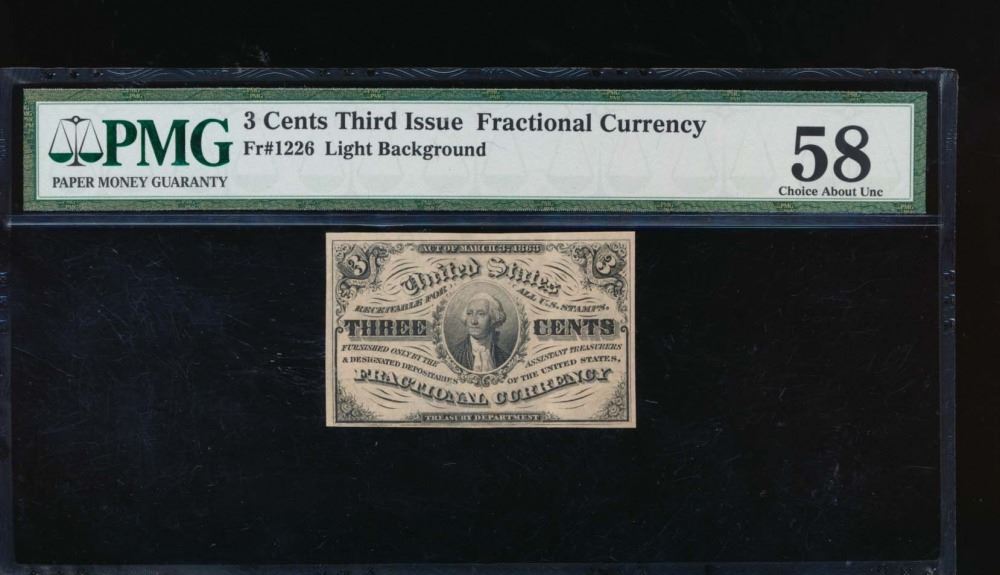 PMG
PAPER MONEY GUARANTY
3 Cents Third Issue Fractional Currency
Fr#1226 Light Background
58
Choice About Unc
ACT OF MARCH 3, 1863
3 3
United States
RECEIVABLE FOR ALL U.S. STAMPS.
THREE CENTS
FURNISHED ONLY BY THE ASSISTANT TREASURERS
& DESIGNATED DEPOSITARIES OF THE UNITED STATES,
FRACTIONAL CURRENCY
TREASURY DEPARTMENT